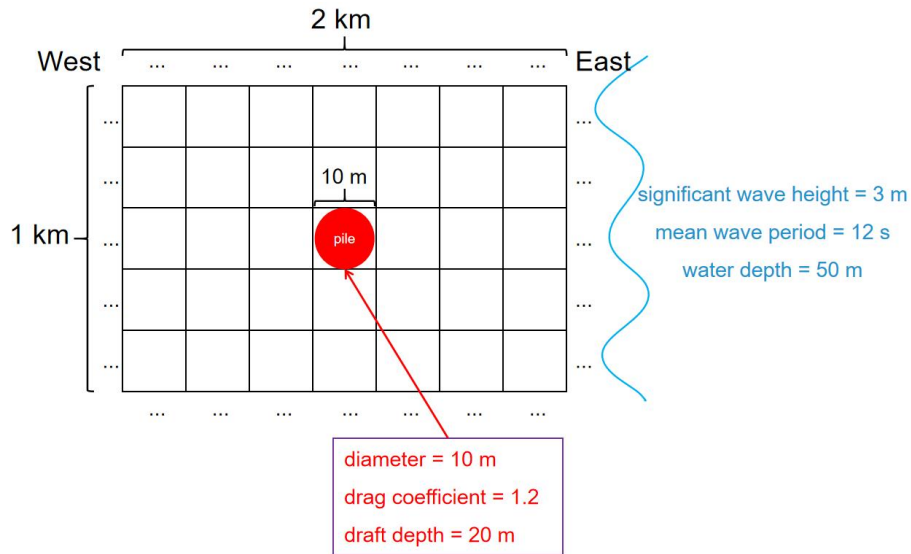 2 km
West
East
... ... ... ... ... ... ...
... ...
... ...
10 m
1 km
pile
... ...
... ...
... ...
... ... ... ... ... ... ...
significant wave height = 3 m
mean wave period = 12 s
water depth = 50 m
diameter = 10 m
drag coefficient = 1.2
draft depth = 20 m